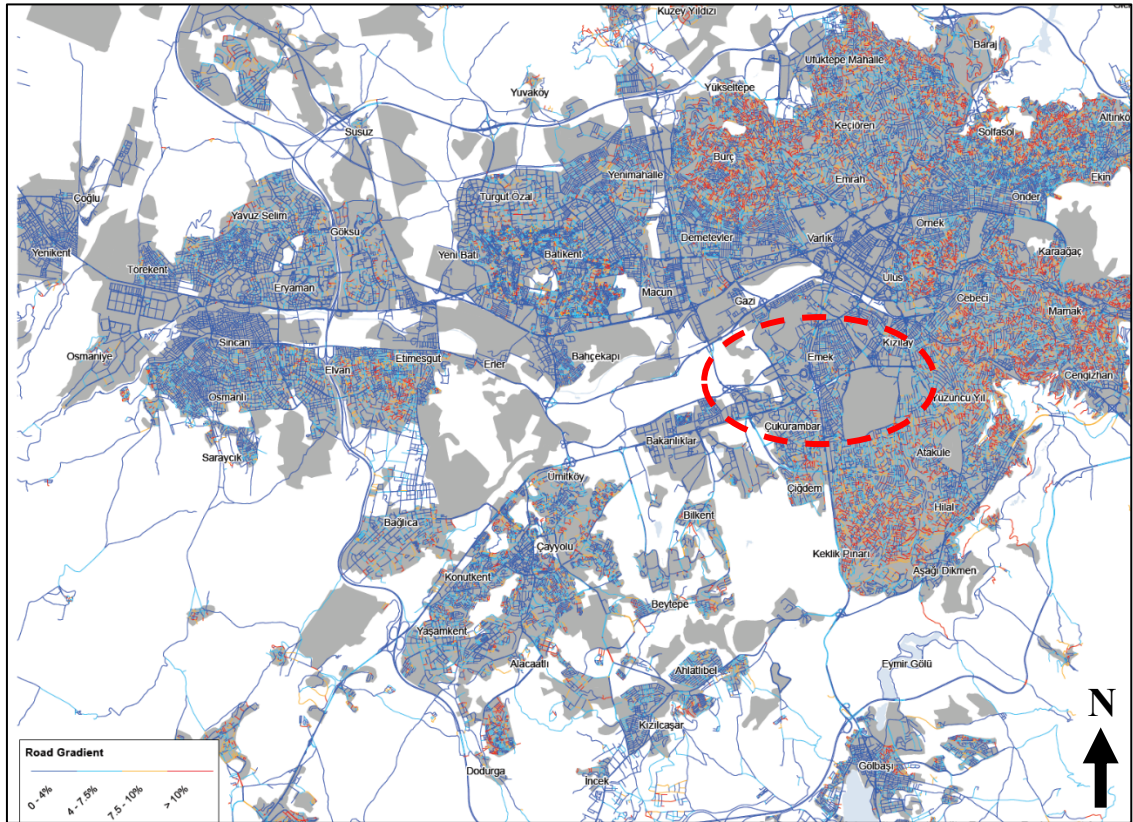 Kuzey Yıldızı
Baraj
Ufuktepe Mahalle
Yuvaköy
Yükseltepe
Susuz
Keçiören
Solfasol
Altınkö
Burç
Yenimahalle
Emrah
Ekin
Çoğlu
Turgut Özal
Önder
Yavuz Selim
Göksu
Demetevler
Varlık
Örnek
Yenikent
Törekent
Yeni Batı
Batıkent
Karaağaç
Eryaman
Macun
Ulus
Cebeci
Gazi
Mamak
Sincan
Kızılay
Osmaniye
Etimesgut
Erler
Bahçekapı
Emek
Elvan
Cengizhan
Osmanlı
Yüzüncü Yıl
Çukurambar
Bakanlıklar
Saraycık
Atakule
Ümitköy
Çiğdem
Hilal
Bağlıca
Bilkent
Çayyolu
Keklik Pınarı
Aşağı Dikmen
Konutkent
Beytepe
Yaşamkent
Alacaatlı
Ahlatlıbel
Eymir Gölü
N
Kızılcaşar
Road Gradient
Gölbaşı
Dodurga
İncek
0 - 4%
4 - 7.5%
7.5 - 10%
> 10%